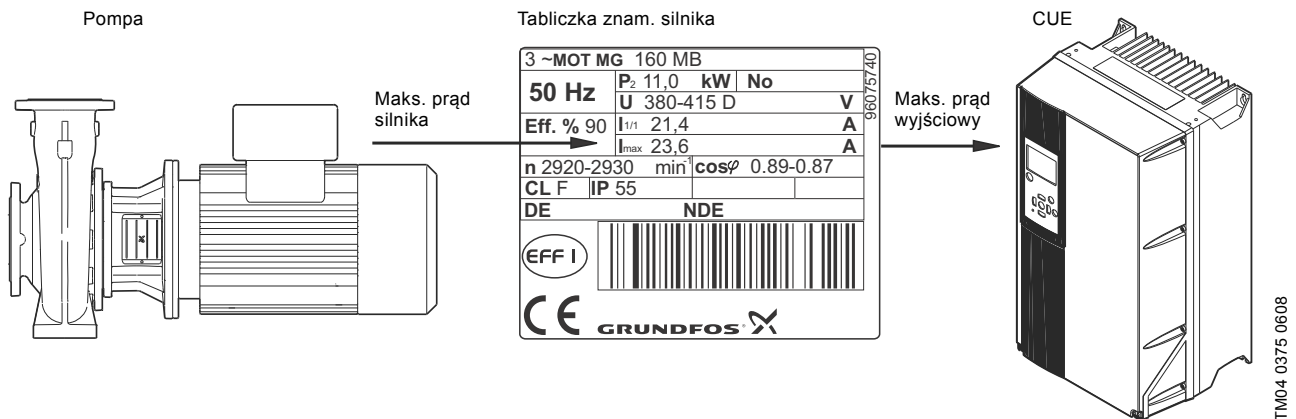 Pompa
Tabliczka znam. silnika
CUE
Maks. prąd
silnika
3 ~MOT MG 160 MB
50 Hz
P₂ 11,0 kW No
U 380-415 D V
Eff. % 90
I₁/₁ 21,4 A
Imax 23,6 A
n 2920-2930 min⁻¹ cosφ 0.89-0.87
CL F IP 55
DE NDE
96075740
EFF I
CE GRUNDFOS
Maks. prąd
wyjściowy
TM04 0375 0608